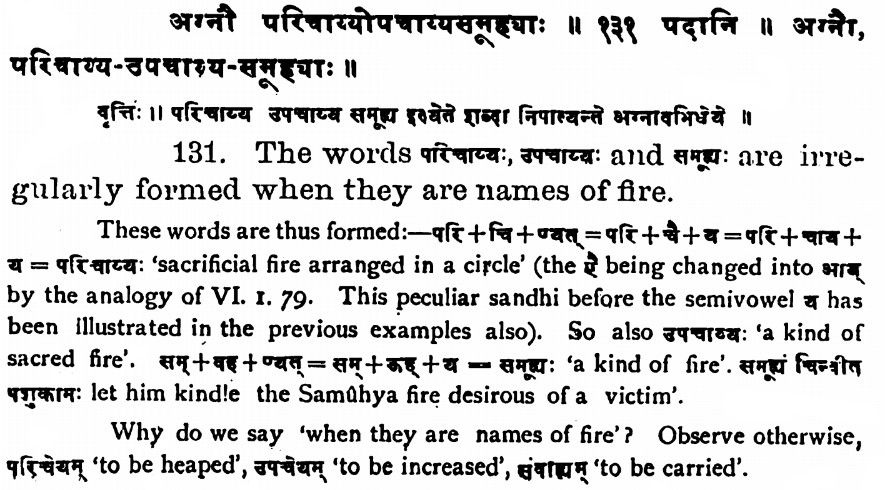 अग्नौ परिचाय्योपचाय्यसमूह्याः ॥ १३१ पदानि ॥ अग्नौ,
परिचाय्य-उपचाय्य-समूह्याः ॥
वृत्तिः ॥ परिचाय्य उपचाय्य समूह्य इत्येते शब्दा निपात्यन्ते अग्नावभिधेये ॥
131. The words परिचाय्यः, उपचाय्यः and समूह्यः are irre-
gularly formed when they are names of fire.
These words are thus formed:—परि+चि+ण्यत्=परि+चै+य=परि+चाय+
य = परिचाय्यः 'sacrificial fire arranged in a circle' (the ऐ being changed into आय्
by the analogy of VI. 1. 79. This peculiar sandhi before the semivowel य has
been illustrated in the previous examples also). So also उपचाय्यः 'a kind of
sacred fire'. सम्+वह्+ण्यत्=सम्+ऊह्+य = समूह्यः 'a kind of fire'. समूह्यं चिन्वीत
पशुकामः let him kindle the Samûhya fire desirous of a victim'.
Why do we say 'when they are names of fire'? Observe otherwise,
परिचेयम् 'to be heaped', उपचेयम् 'to be increased', संवाह्यम् 'to be carried'.